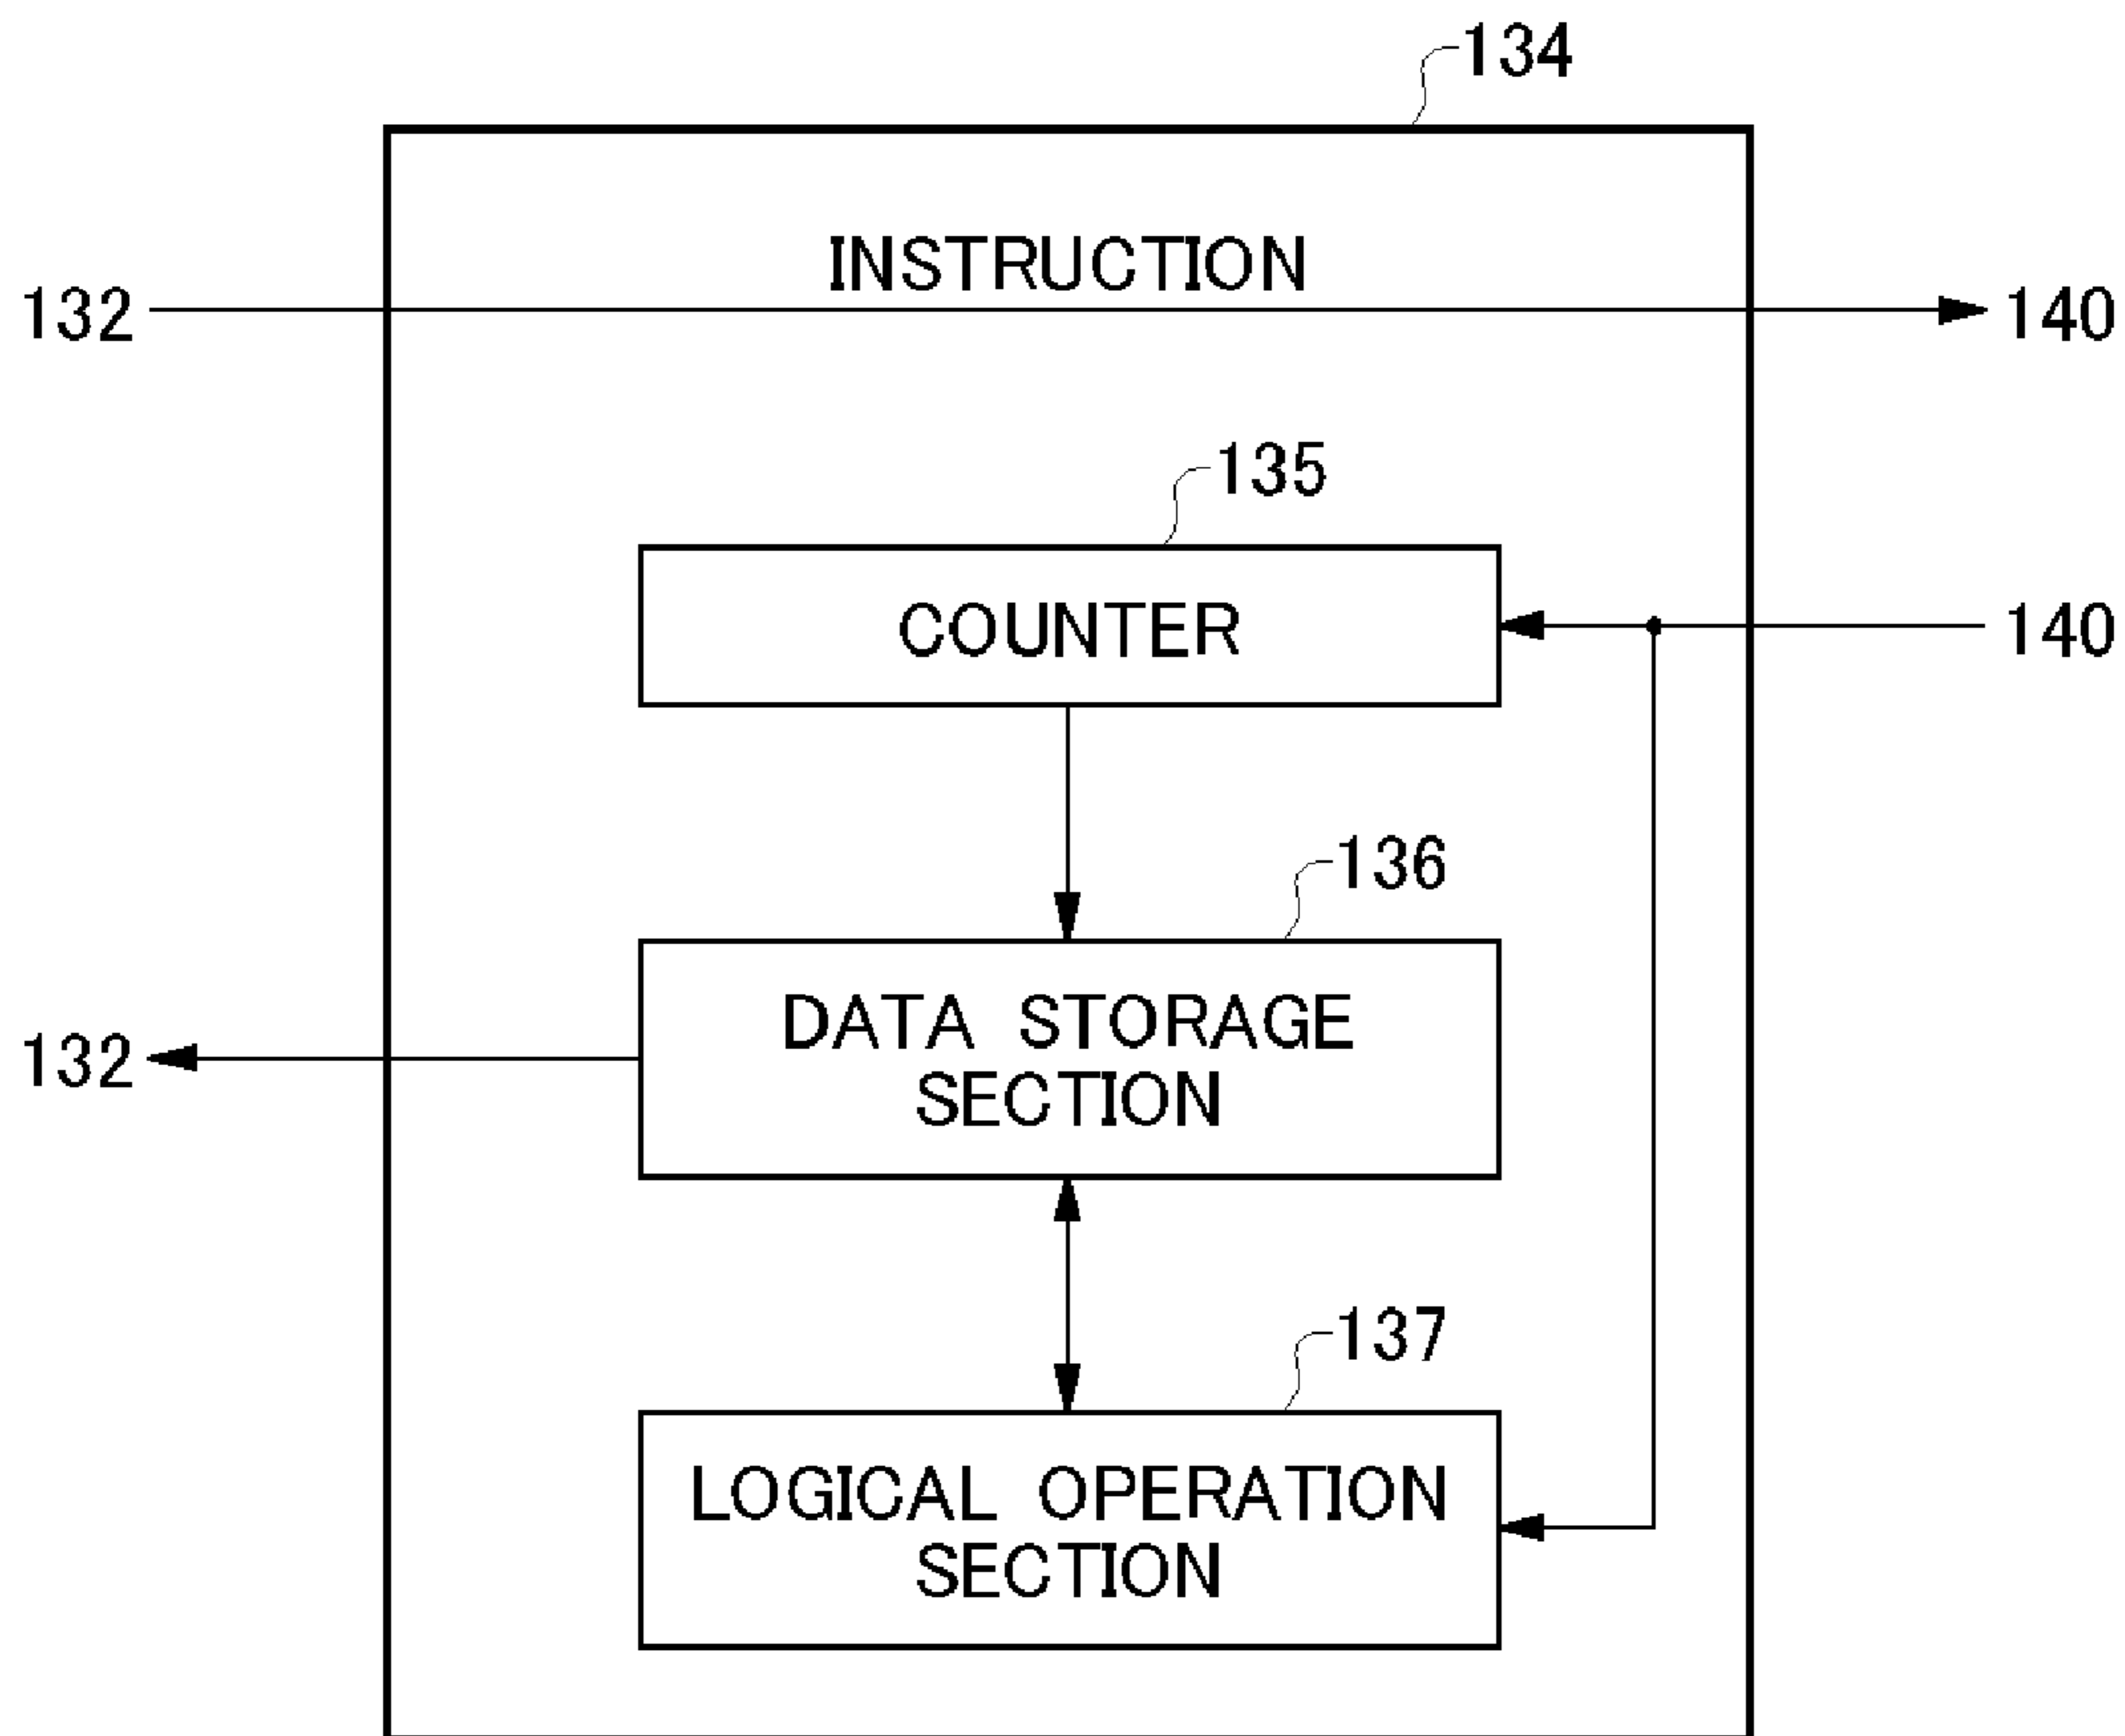 134
INSTRUCTION
132
140
135
COUNTER
140
136
DATA STORAGE
SECTION
132
137
LOGICAL OPERATION
SECTION